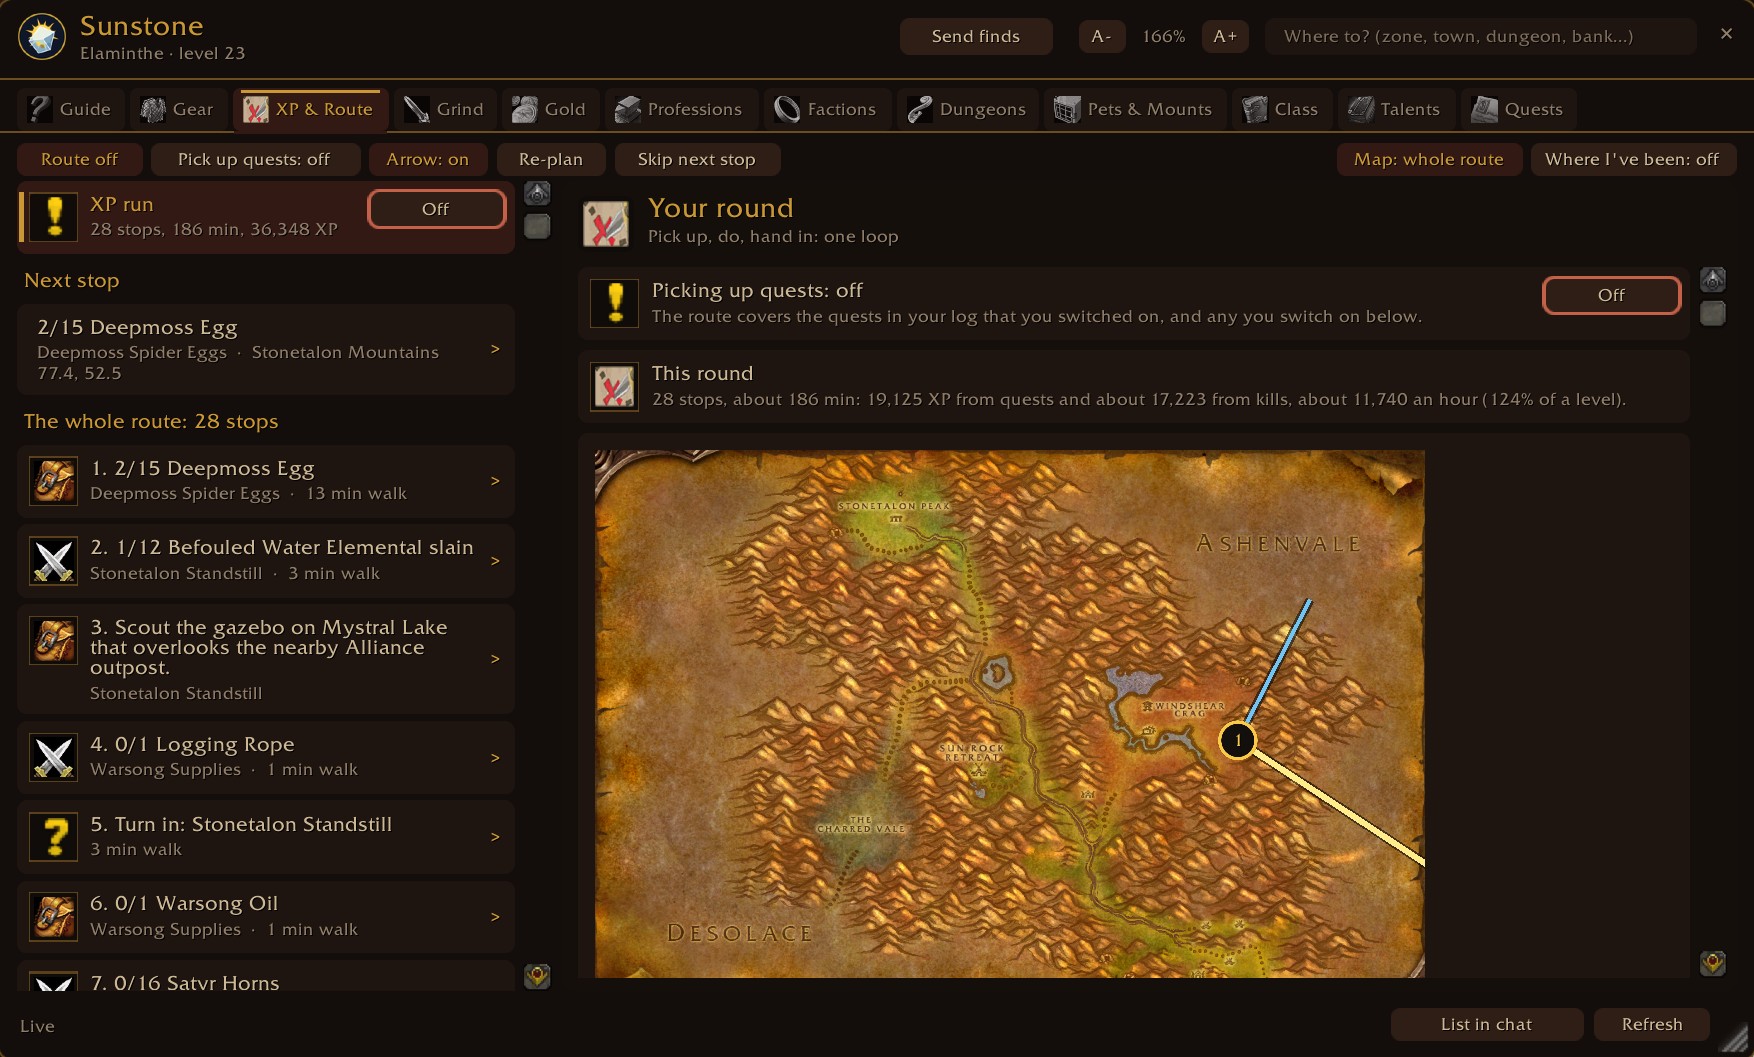 Sunstone
Elaminthe · level 23
Send finds
A-
166%
A+
Where to? (zone, town, dungeon, bank...)
×
Guide
Gear
XP & Route
Grind
Gold
Professions
Factions
Dungeons
Pets & Mounts
Class
Talents
Quests
Route off
Pick up quests: off
Arrow: on
Re-plan
Skip next stop
Map: whole route
Where I've been: off
XP run
28 stops, 186 min, 36,348 XP
Off
Next stop
2/15 Deepmoss Egg
Deepmoss Spider Eggs · Stonetalon Mountains
77.4, 52.5
>
The whole route: 28 stops
1. 2/15 Deepmoss Egg
Deepmoss Spider Eggs · 13 min walk
>
2. 1/12 Befouled Water Elemental slain
Stonetalon Standstill · 3 min walk
>
3. Scout the gazebo on Mystral Lake
that overlooks the nearby Alliance
outpost.
Stonetalon Standstill
>
4. 0/1 Logging Rope
Warsong Supplies · 1 min walk
>
5. Turn in: Stonetalon Standstill
3 min walk
>
6. 0/1 Warsong Oil
Warsong Supplies · 1 min walk
>
7. 0/16 Satyr Horns
Your round
Pick up, do, hand in: one loop
Picking up quests: off
The route covers the quests in your log that you switched on, and any you switch on below.
Off
This round
28 stops, about 186 min: 19,125 XP from quests and about 17,223 from kills, about 11,740 an hour (124% of a level).
STONETALON PEAK
ASHENVALE
WINDSHEAR
CRAG
1
SUN ROCK
RETREAT
THE
CHARRED VALE
DESOLACE
Live
List in chat
Refresh